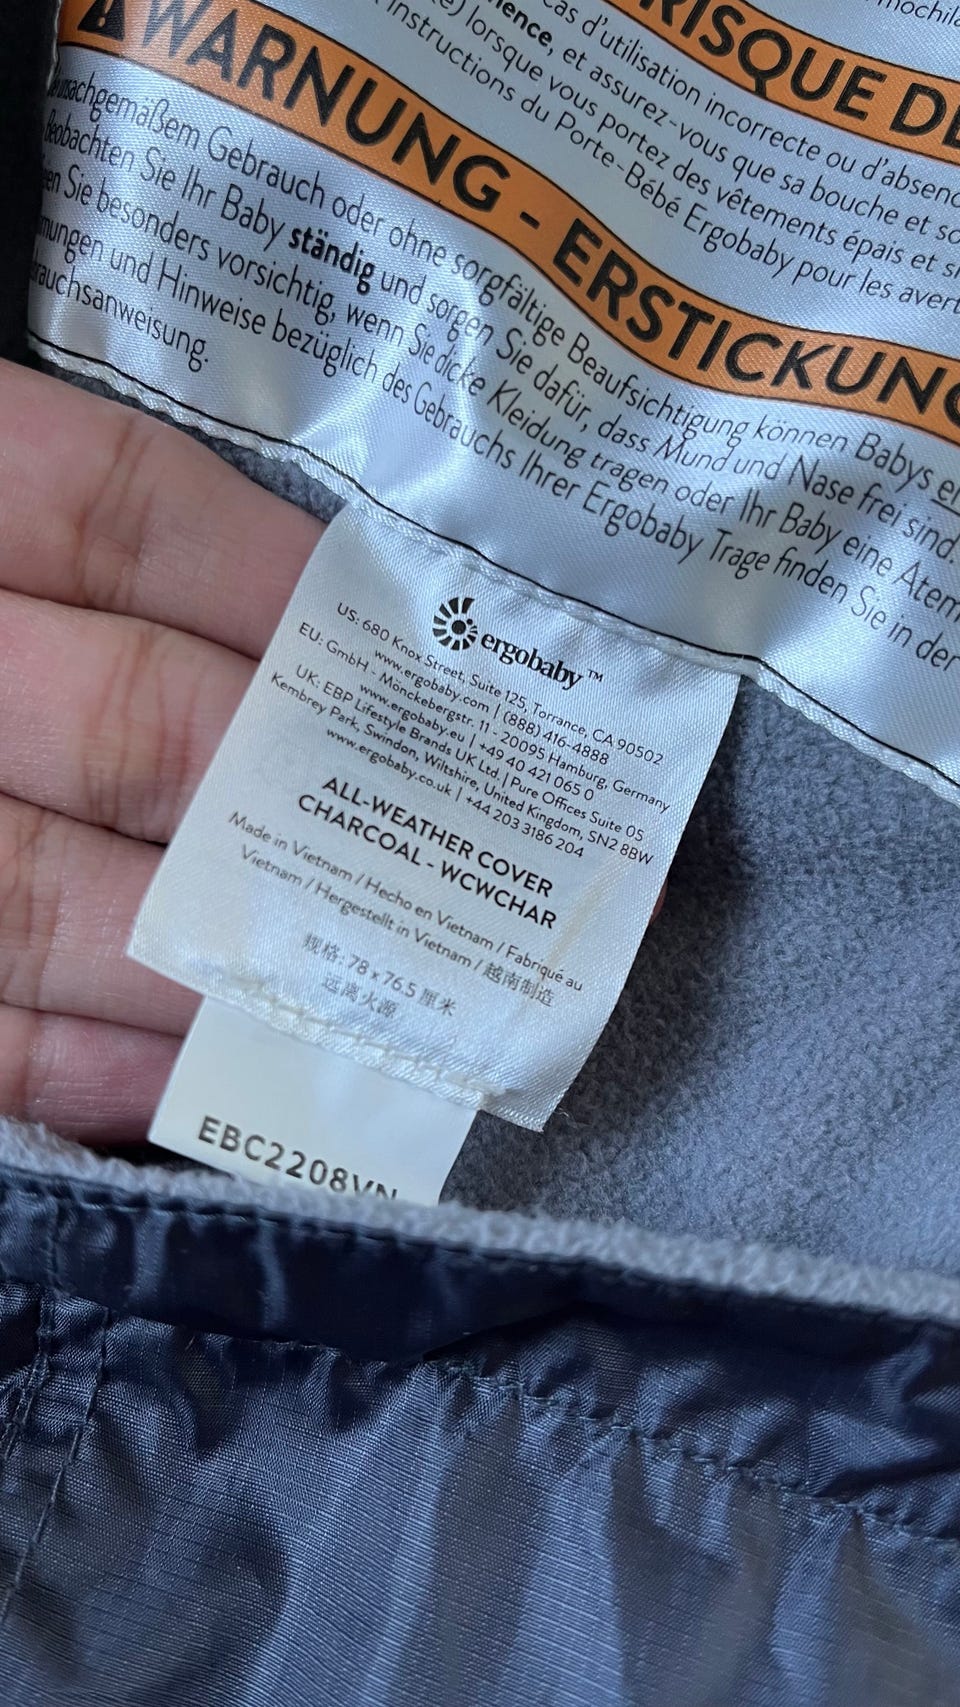 mochil
RISQUE DE
cas d'utilisation incorrecte ou d'absenc
ience, et assurez-vous que sa bouche et so
lorsque vous portez des vêtements épais et si
instructions du Porte-Bébé Ergobaby pour les avert
WARNUNG - ERSTICKUNG
unsachgemäßem Gebrauch oder ohne sorgfältige Beaufsichtigung können Babys er
Beobachten Sie Ihr Baby ständig und sorgen Sie dafür, dass Mund und Nase frei sind.
Sie besonders vorsichtig, wenn Sie dicke Kleidung tragen oder Ihr Baby eine Atem
nungen und Hinweise bezüglich des Gebrauchs Ihrer Ergobaby Trage finden Sie in der
rauchsanweisung.
ergobaby™
US: 680 Knox Street, Suite 125, Torrance, CA 90502
www.ergobaby.com | (888) 416-4888
EU: GmbH - Mönckebergstr. 11 - 20095 Hamburg, Germany
www.ergobaby.eu | +49 40 421 065 0
UK: EBP Lifestyle Brands UK Ltd. | Pure Offices Suite 05
Kembrey Park, Swindon, Wiltshire, United Kingdom, SN2 8BW
www.ergobaby.co.uk | +44 203 3186 204
ALL-WEATHER COVER
CHARCOAL - WCWCHAR
Made in Vietnam / Hecho en Vietnam / Fabriqué au
Vietnam / Hergestellt in Vietnam / 越南制造
规格: 78 x 76.5 厘米
远离火源
EBC2208VN